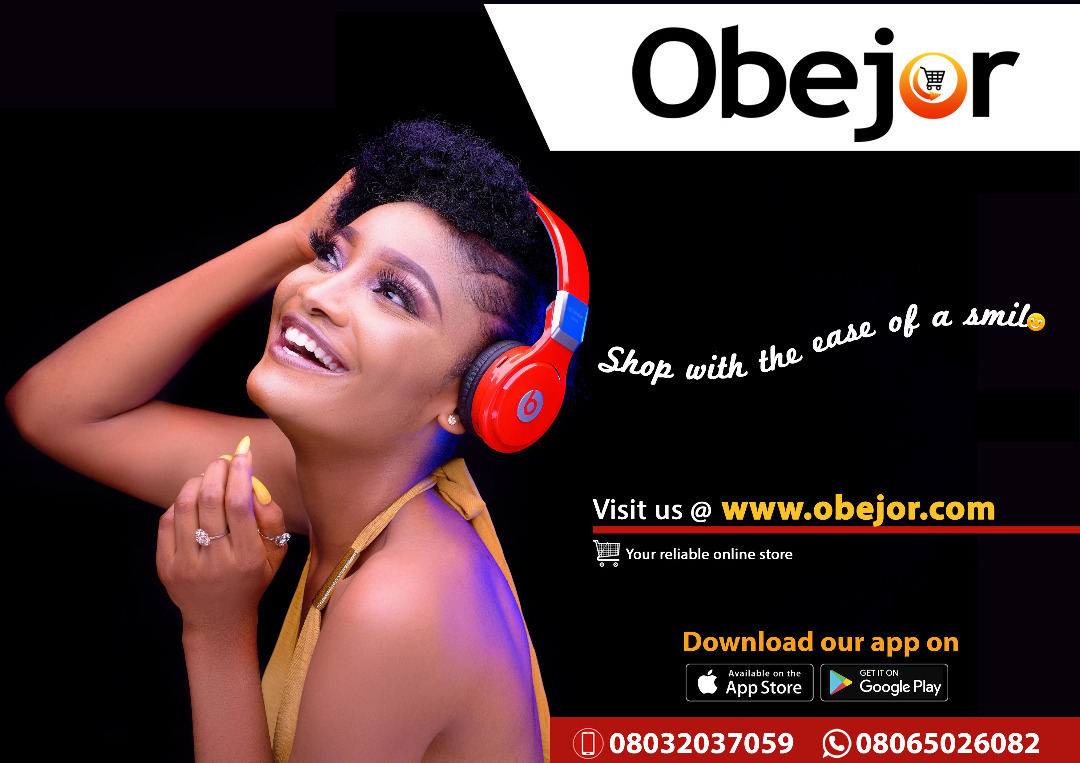 Obejor
Shop with the ease of a smile
Visit us @ www.obejor.com
Your reliable online store
Download our app on
Available on the
App Store
GET IT ON
Google Play
08032037059
08065026082
b